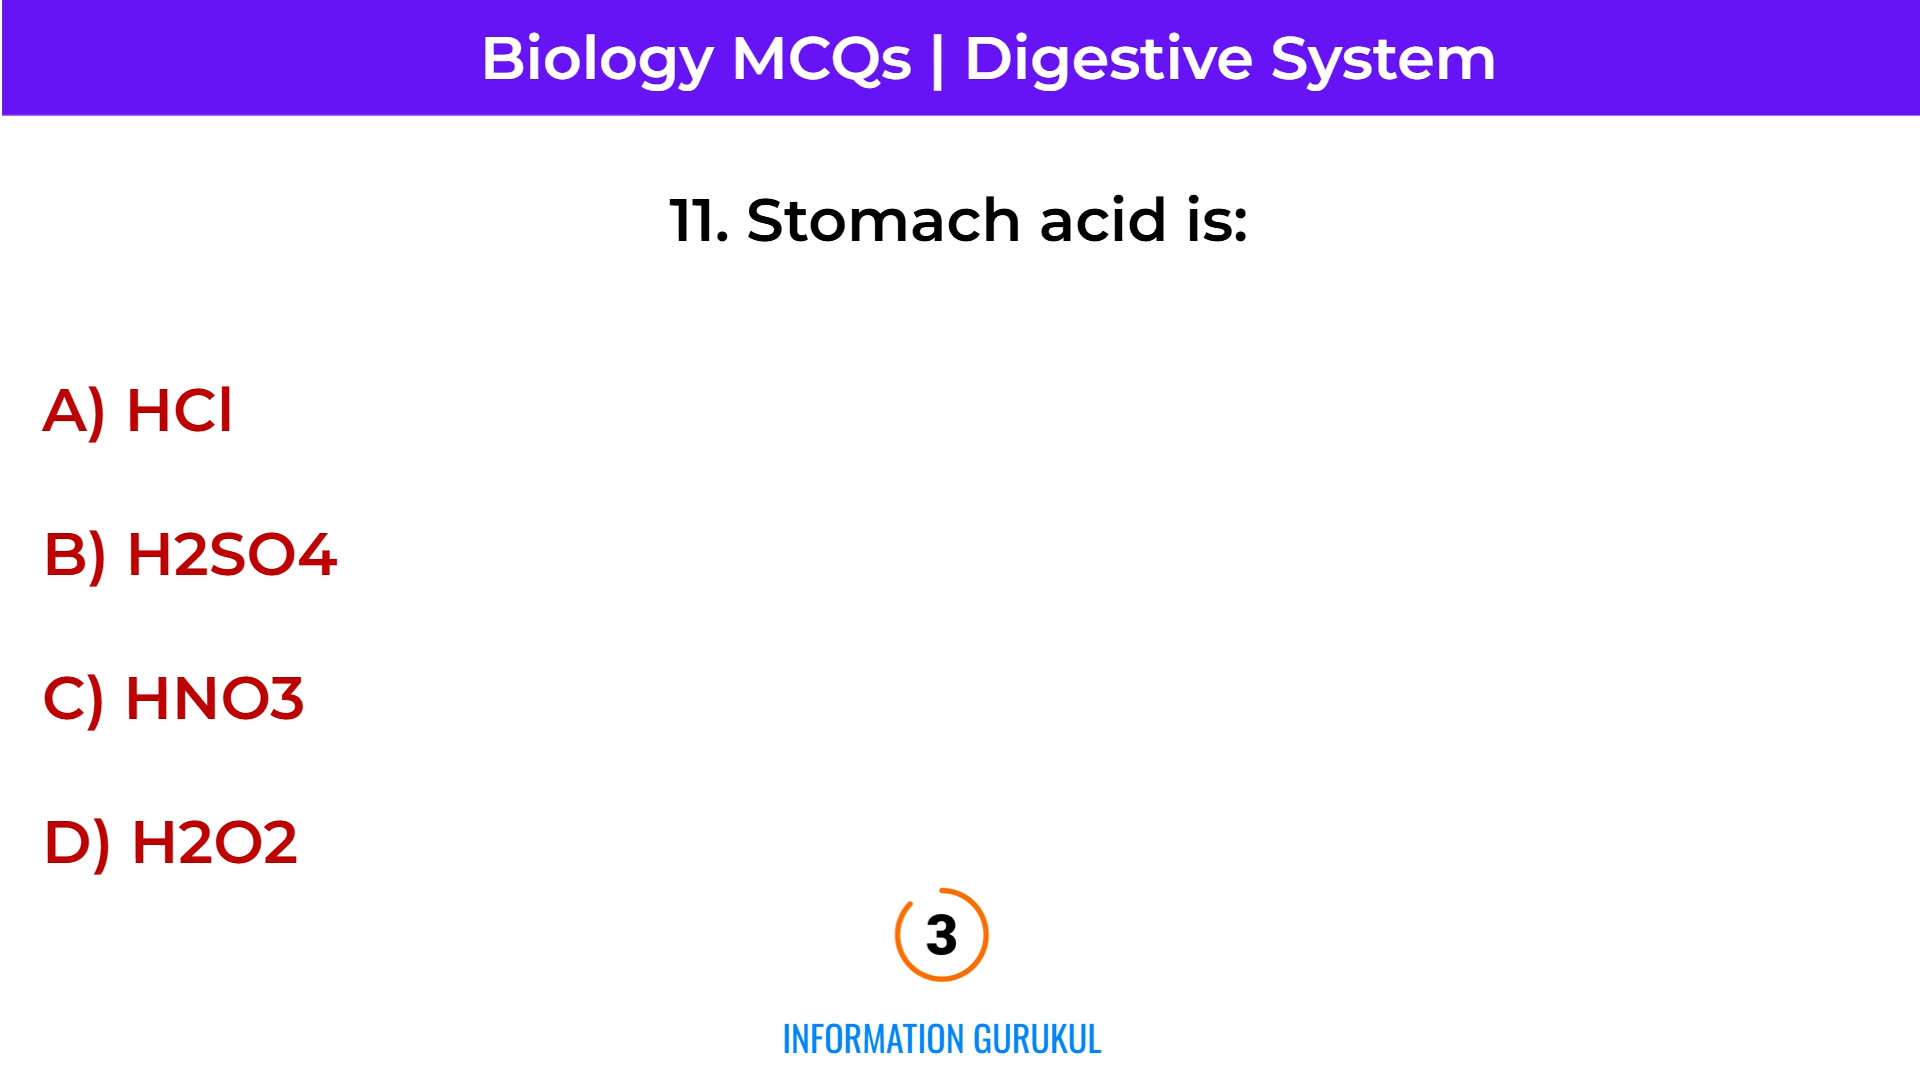 Biology MCQs | Digestive System
11. Stomach acid is:
A) HCl
B) H2SO4
C) HNO3
D) H2O2
3
INFORMATION GURUKUL